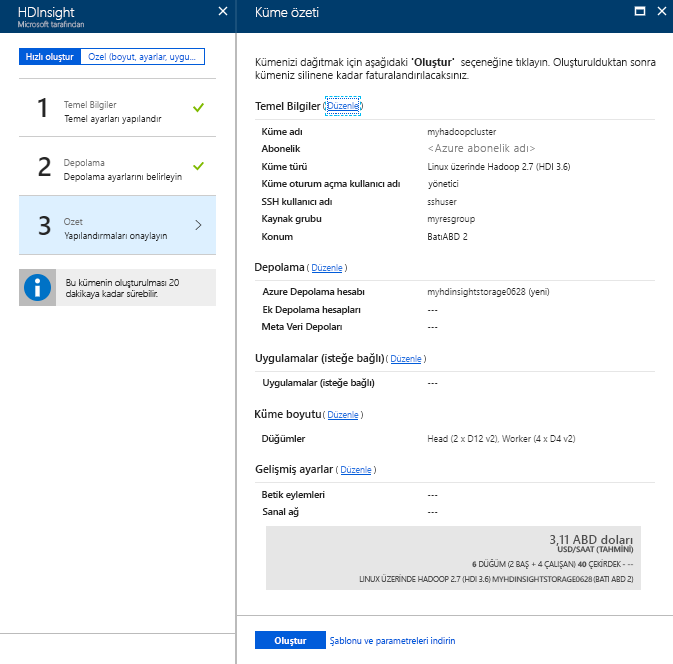 HDInsight
Microsoft tarafından
Hızlı oluştur
Özel (boyut, ayarlar, uygu...
1
Temel Bilgiler
Temel ayarları yapılandır
2
Depolama
Depolama ayarlarını belirleyin
3
Özet
Yapılandırmaları onaylayın
Bu kümenin oluşturulması 20
dakikaya kadar sürebilir.
Küme özeti
Kümenizi dağıtmak için aşağıdaki 'Oluştur' seçeneğine tıklayın. Oluşturulduktan sonra
kümeniz silinene kadar faturalandırılacaksınız.
Temel Bilgiler (Düzenle)
Küme adı myhadoopcluster
Abonelik <Azure abonelik adı>
Küme türü Linux üzerinde Hadoop 2.7 (HDI 3.6)
Küme oturum açma kullanıcı adı yönetici
SSH kullanıcı adı sshuser
Kaynak grubu myresgroup
Konum BatıABD 2
Depolama ( Düzenle )
Azure Depolama hesabı myhdinsightstorage0628 (yeni)
Ek Depolama hesapları ---
Meta Veri Depoları ---
Uygulamalar (isteğe bağlı) ( Düzenle )
Uygulamalar (isteğe bağlı) ---
Küme boyutu ( Düzenle )
Düğümler Head (2 x D12 v2), Worker (4 x D4 v2)
Gelişmiş ayarlar ( Düzenle )
Betik eylemleri ---
Sanal ağ ---
3,11 ABD doları
USD/SAAT (TAHMİNİ)
6 DÜĞÜM (2 BAŞ + 4 ÇALIŞAN) 40 ÇEKİRDEK - --
LINUX ÜZERİNDE HADOOP 2.7 (HDI 3.6) MYHDINSIGHTSTORAGE0628 (BATI ABD 2)
Oluştur
Şablonu ve parametreleri indirin